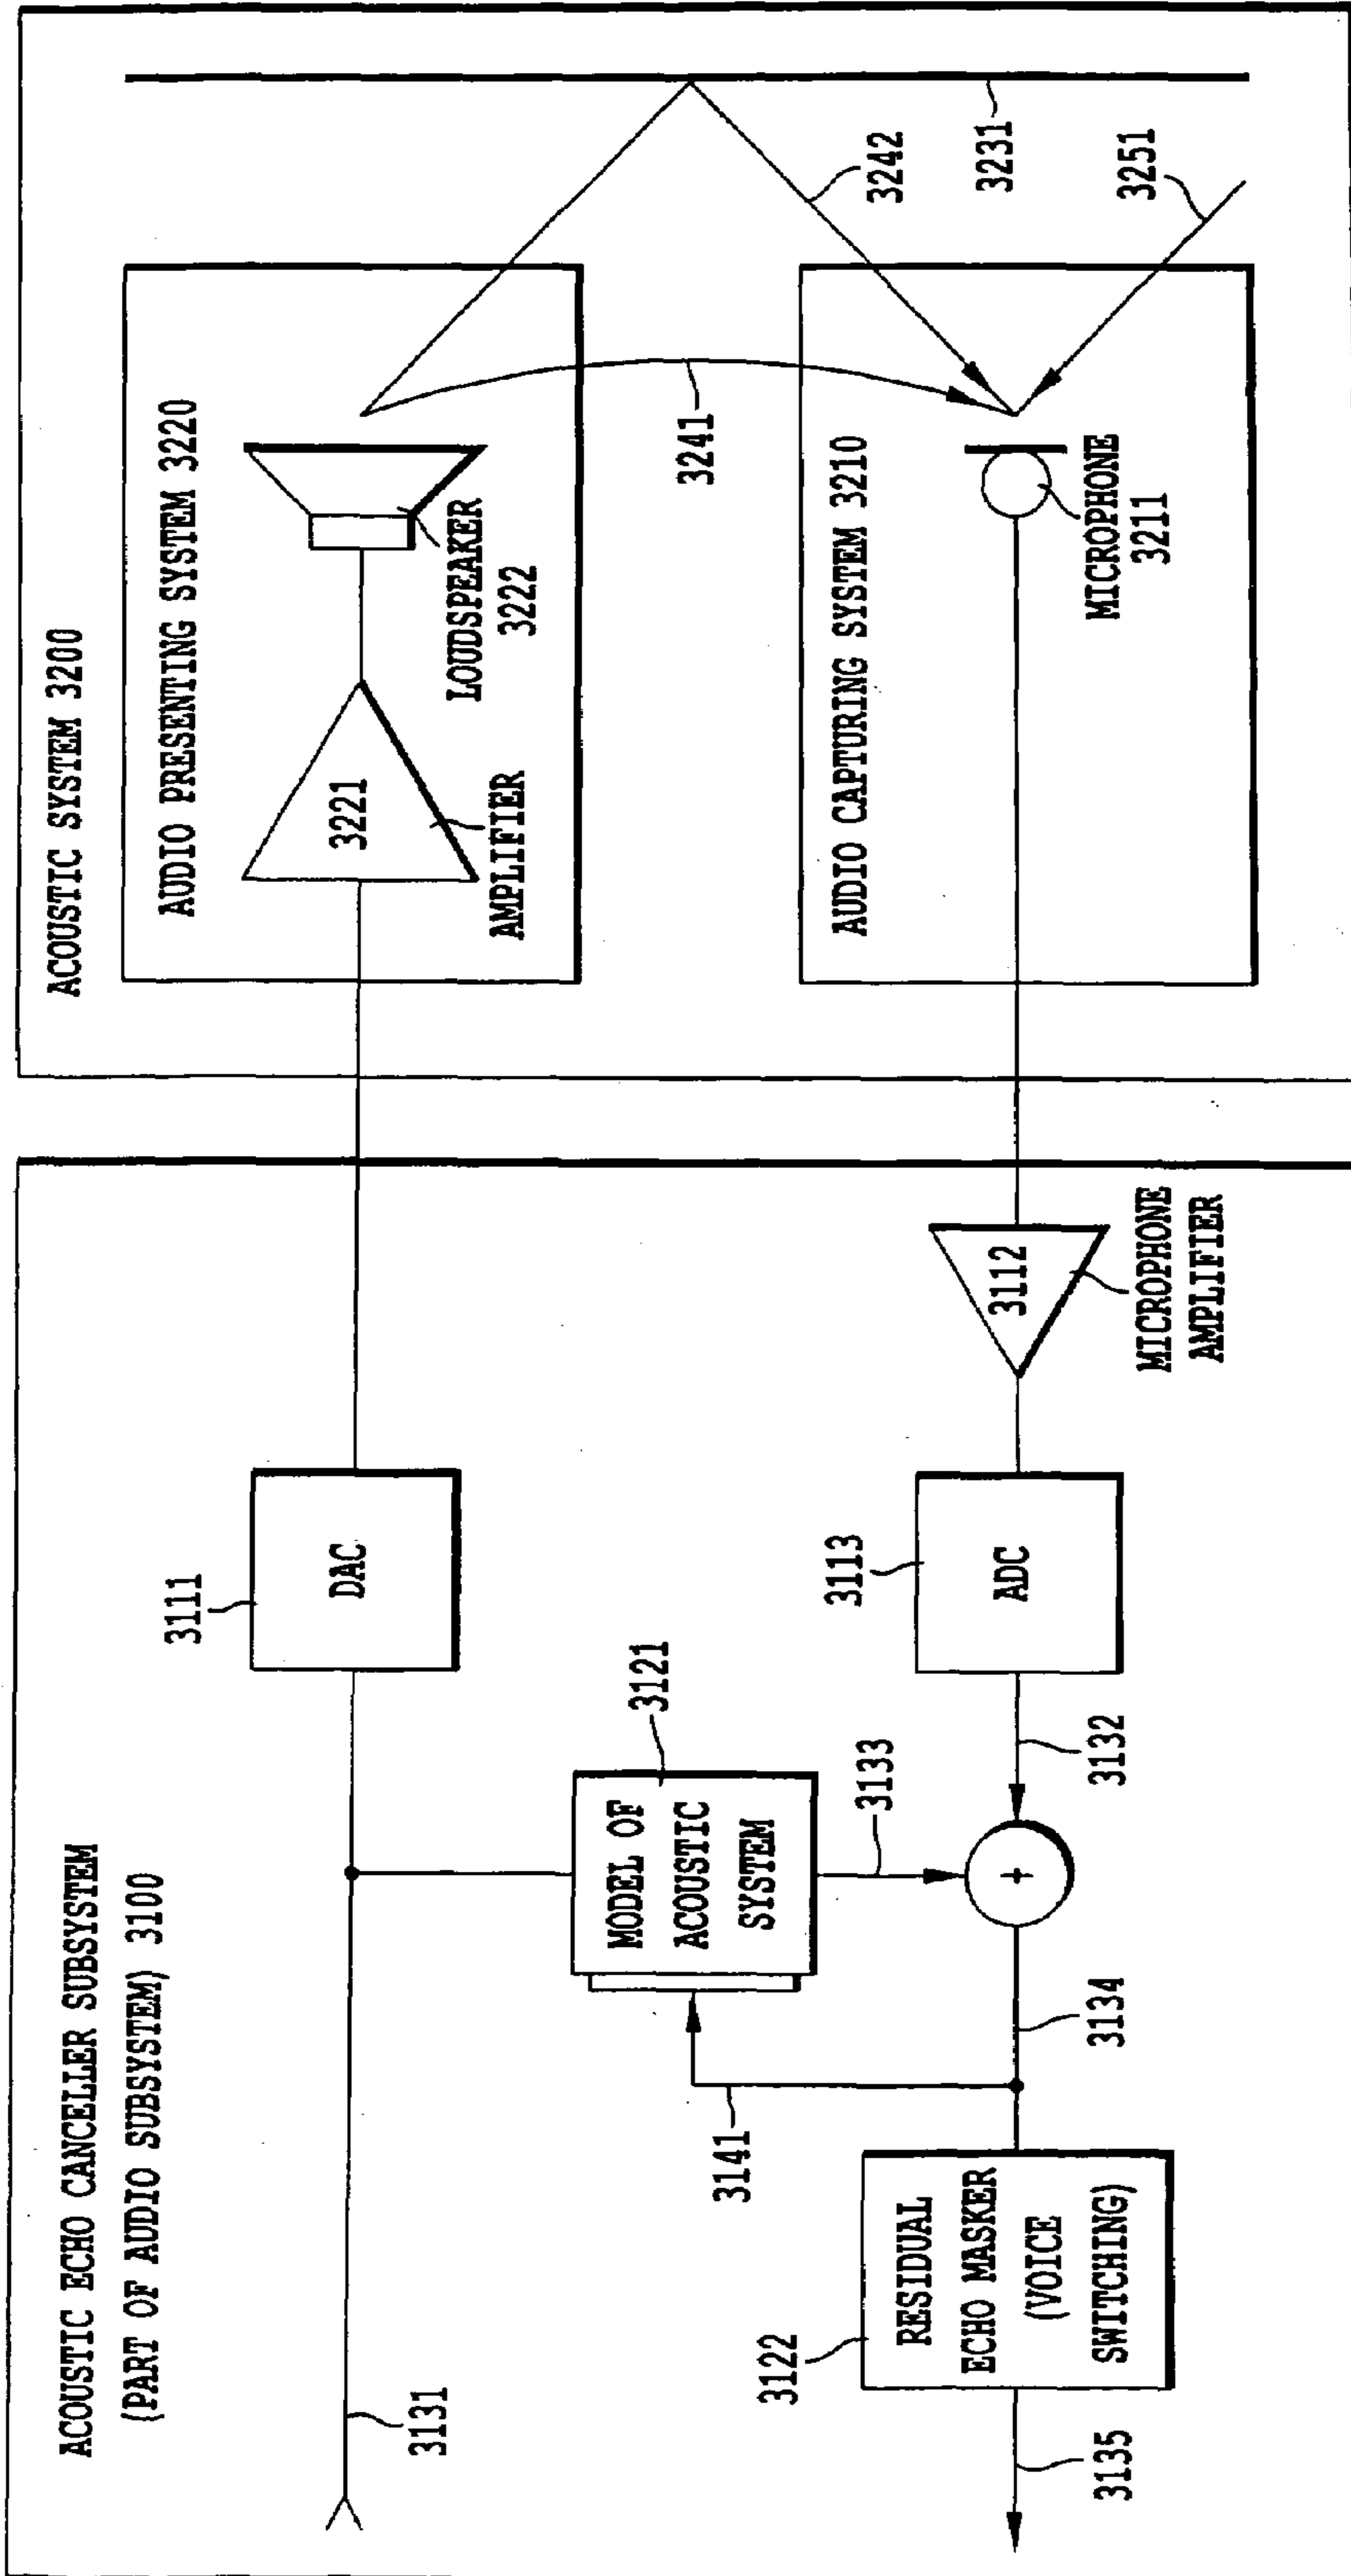 ACOUSTIC ECHO CANCELLER SUBSYSTEM
(PART OF AUDIO SUBSYSTEM) 3100
3131
3111
DAC
MODEL OF
ACOUSTIC
SYSTEM
3121
3133
3141
3122
RESIDUAL
ECHO MASKER
(VOICE
SWITCHING)
3135
3134
+
3132
3113
ADC
3112
MICROPHONE
AMPLIFIER
ACOUSTIC SYSTEM 3200
AUDIO PRESENTING SYSTEM 3220
3221
AMPLIFIER
LOUDSPEAKER
3222
3241
AUDIO CAPTURING SYSTEM 3210
MICROPHONE
3211
3242
3231
3251